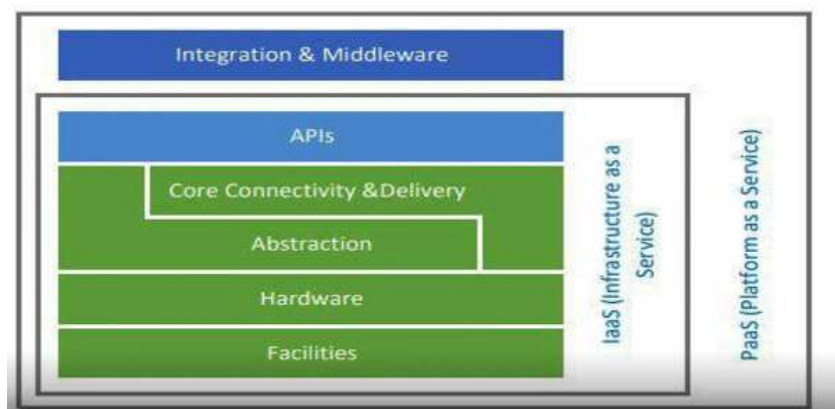 Integration & Middleware
APIs
Core Connectivity &Delivery
Abstraction
Hardware
Facilities
IaaS (Infrastructure as a
Service)
PaaS (Platform as a Service)